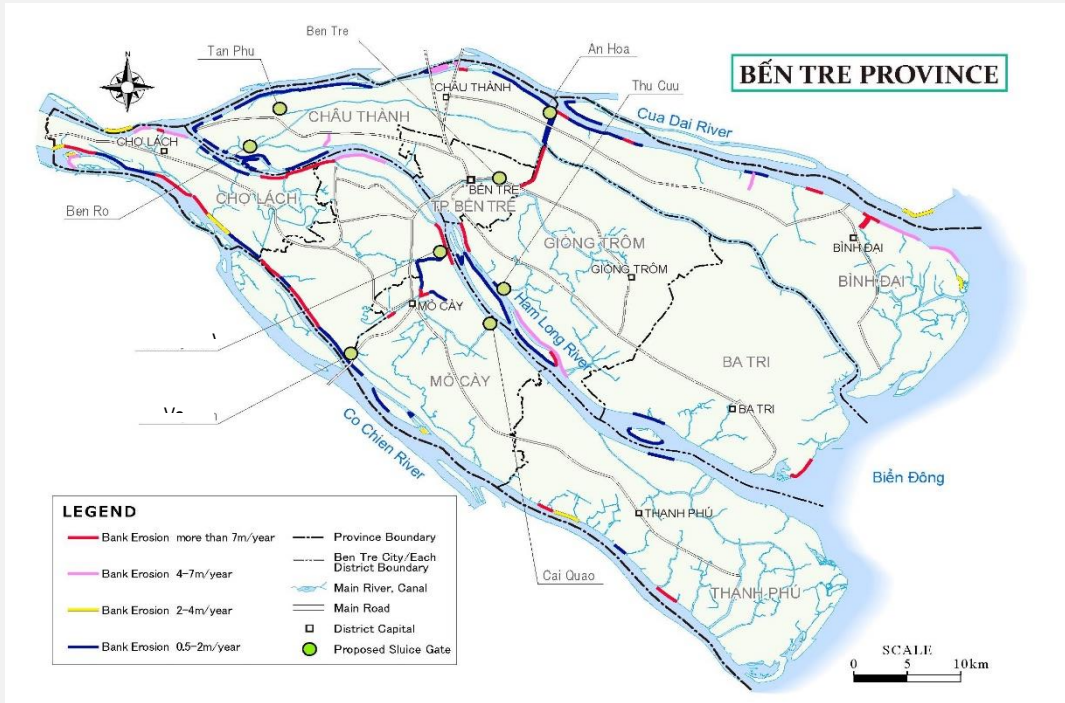 Ben Tre
Tan Phu
An Hoa
BẾN TRE PROVINCE
Thu Cuu
N
CHÂU THÀNH
CHÂU THÀNH
Cua Dai River
CHỢ LÁCH
BẾN TRE
CHỢ LÁCH
TP. BẾN TRE
Ben Ro
GIỒNG TRÔM
BÌNH ĐẠI
GIỒNG TRÔM
BÌNH ĐẠI
Ham Long River
MỎ CÀY
BA TRI
MỎ CÀY
BA TRI
Co Chien River
Biển Đông
THẠNH PHÚ
Cai Quao
THẠNH PHÚ
LEGEND
Bank Erosion more than 7m/year
Bank Erosion 4-7m/year
Bank Erosion 2-4m/year
Bank Erosion 0.5-2m/year
Province Boundary
Ben Tre City/Each
District Boundary
Main River, Canal
Main Road
District Capital
Proposed Sluice Gate
SCALE
0 5 10km